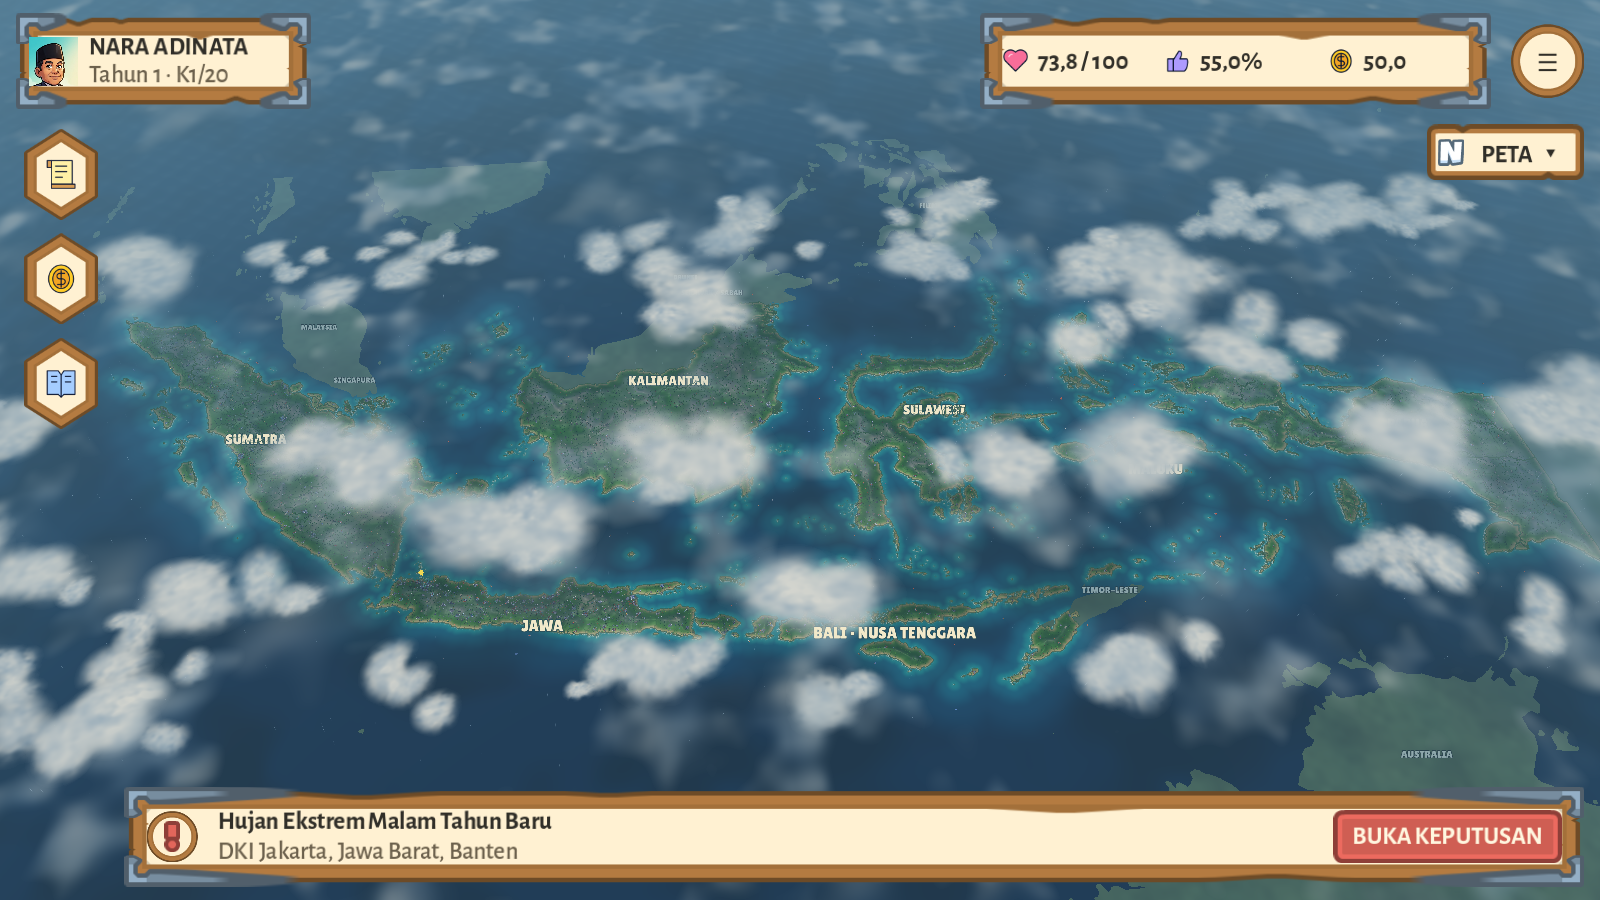 NARA ADINATA
Tahun 1 · K1/20
73,8/100
55,0%
50,0
PETA
MALAYSIA
SINGAPURA
KALIMANTAN
SULAWESI
SUMATRA
JAWA
BALI · NUSA TENGGARA
TIMOR-LESTE
AUSTRALIA
Hujan Ekstrem Malam Tahun Baru
DKI Jakarta, Jawa Barat, Banten
BUKA KEPUTUSAN